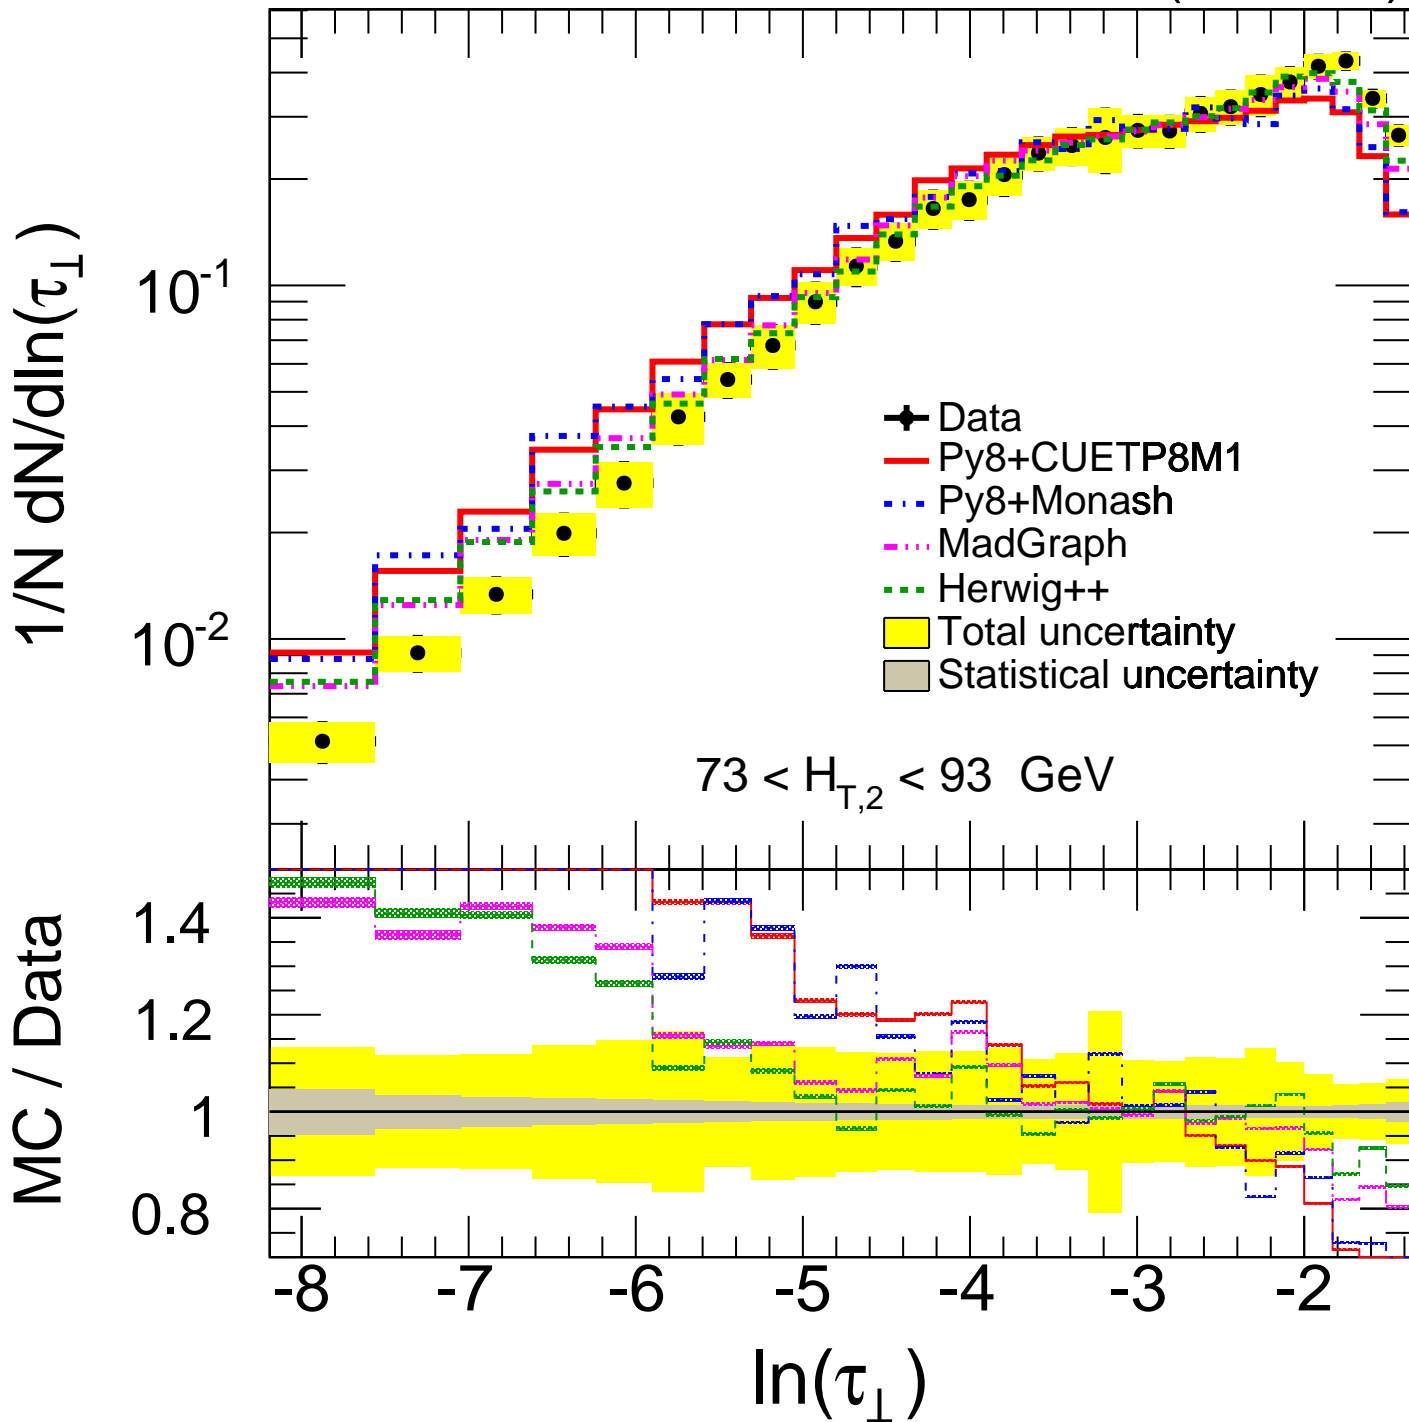 1/N dN/dln(τ⊥)
10⁻¹
10⁻²
Data
Py8+CUETP8M1
Py8+Monash
MadGraph
Herwig++
Total uncertainty
Statistical uncertainty
73 < H_T,2 < 93 GeV
MC / Data
1.4
1.2
1
0.8
-8 -7 -6 -5 -4 -3 -2
ln(τ⊥)